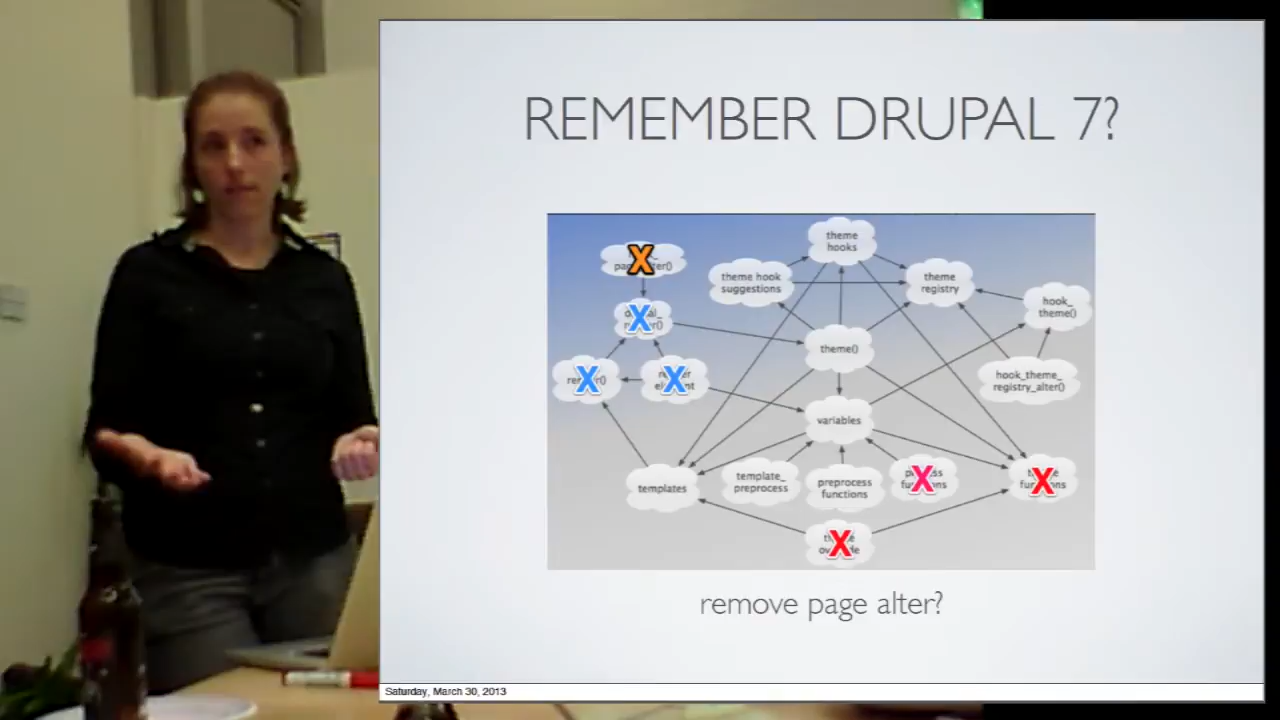 REMEMBER DRUPAL 7?
theme
hooks
theme hook
suggestions
theme
registry
hook_
theme()
theme()
hook_theme_
registry_alter()
variables
templates
template_
preprocess
preprocess
functions
X
X
X
X
X
X
X
remove page alter?
Saturday, March 30, 2013